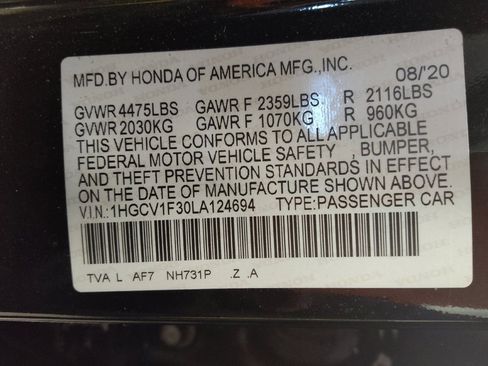 MFD.BY HONDA OF AMERICA MFG.,INC. 08/'20
GVWR 4475LBS GAWR F 2359LBS R 2116LBS
GVWR 2030KG GAWR F 1070KG R 960KG
THIS VEHICLE CONFORMS TO ALL APPLICABLE
FEDERAL MOTOR VEHICLE SAFETY , BUMPER,
AND THEFT PREVENTION STANDARDS IN EFFECT
ON THE DATE OF MANUFACTURE SHOWN ABOVE.
V.I.N.:1HGCV1F30LA124694 TYPE:PASSENGER CAR
TVA L AF7 NH731P .Z .A